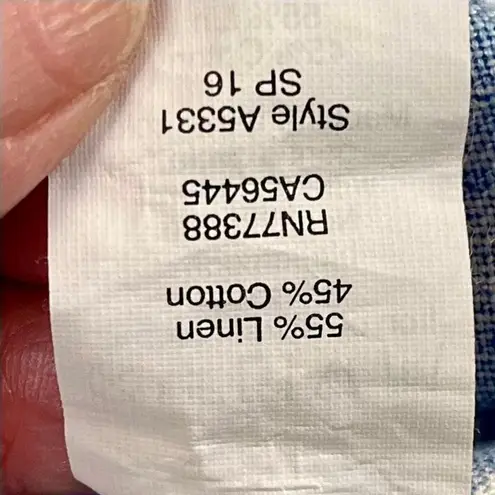 55% Linen
45% Cotton
RN77388
CA56445
Style A5331
SP 16